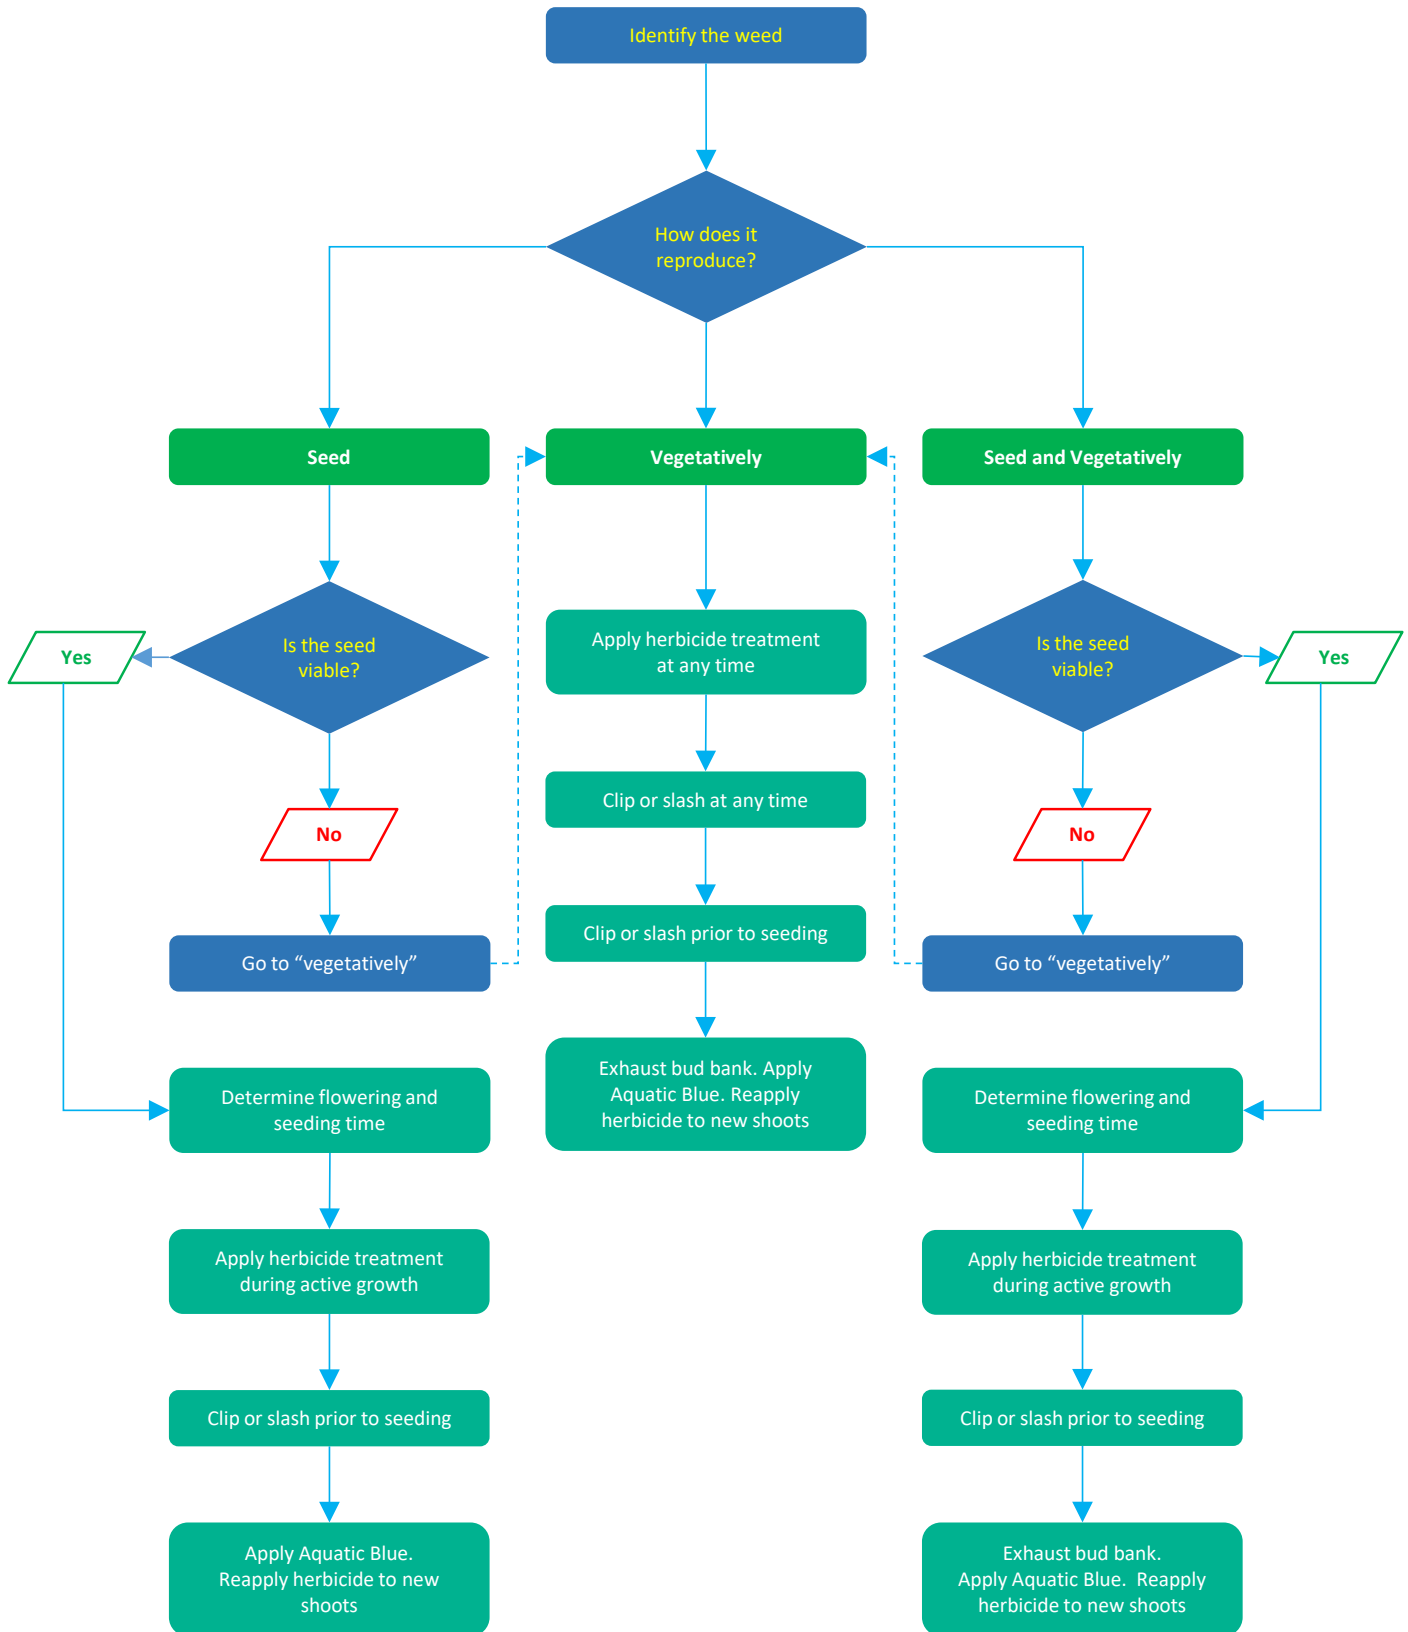 Identify the weed
How does it
reproduce?
Seed
Vegetatively
Seed and Vegetatively
Is the seed
viable?
Yes
Apply herbicide treatment
at any time
Is the seed
viable?
Yes
No
Clip or slash at any time
No
Go to “vegetatively”
Clip or slash prior to seeding
Go to “vegetatively”
Determine flowering and
seeding time
Exhaust bud bank. Apply
Aquatic Blue. Reapply
herbicide to new shoots
Determine flowering and
seeding time
Apply herbicide treatment
during active growth
Apply herbicide treatment
during active growth
Clip or slash prior to seeding
Clip or slash prior to seeding
Apply Aquatic Blue.
Reapply herbicide to new
shoots
Exhaust bud bank.
Apply Aquatic Blue.  Reapply
herbicide to new shoots